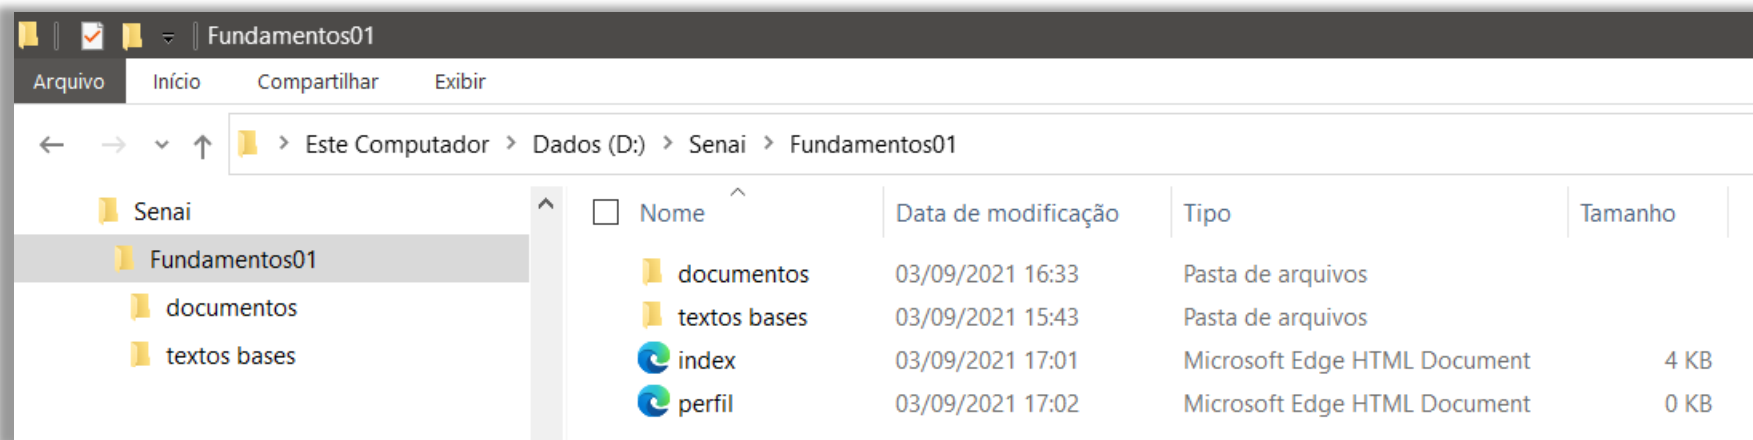 Fundamentos01
Arquivo Início Compartilhar Exibir
Este Computador > Dados (D:) > Senai > Fundamentos01
Senai
Fundamentos01
documentos
textos bases
Nome Data de modificação Tipo Tamanho
documentos 03/09/2021 16:33 Pasta de arquivos
textos bases 03/09/2021 15:43 Pasta de arquivos
index 03/09/2021 17:01 Microsoft Edge HTML Document 4 KB
perfil 03/09/2021 17:02 Microsoft Edge HTML Document 0 KB